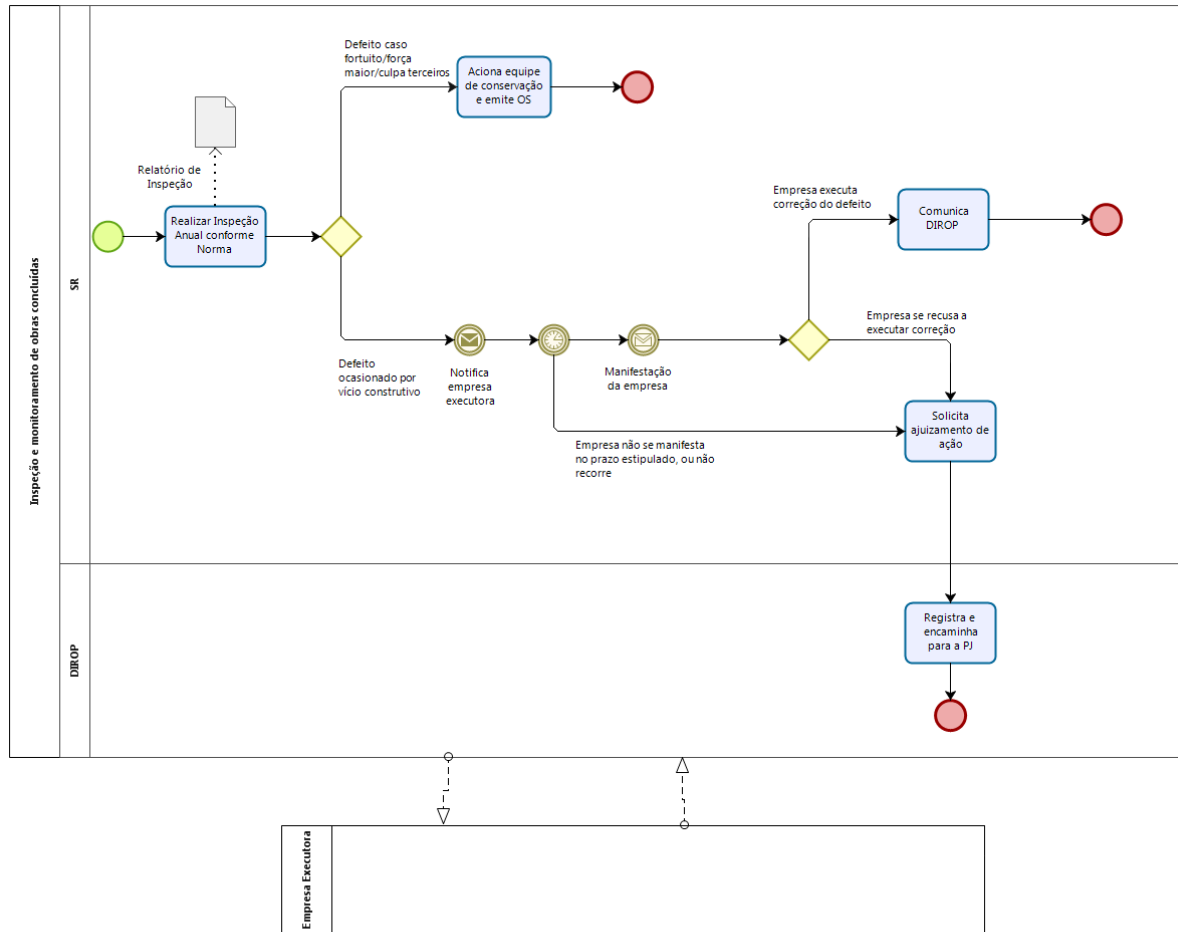 Inspeção e monitoramento de obras concluídas
SR
Relatório de
Inspeção
Realizar Inspeção
Anual conforme
Norma
Defeito caso
fortuito/força
maior/culpa terceiros
Aciona equipe
de conservação
e emite OS
Defeito
ocasionado por
vício construtivo
Notifica
empresa
executora
Manifestação
da empresa
Empresa não se manifesta
no prazo estipulado, ou não
recorre
Empresa executa
correção do defeito
Comunica
DIROP
Empresa se recusa a
executar correção
Solicita
ajuizamento de
ação
DIROP
Registra e
encaminha
para a PJ
Empresa Executora